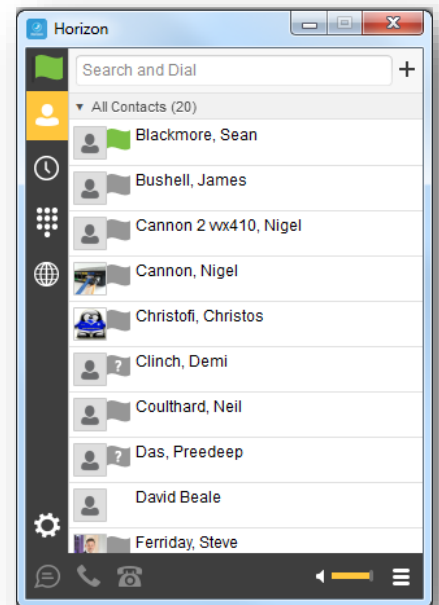 Horizon
Search and Dial
All Contacts (20)
Blackmore, Sean
Bushell, James
Cannon 2 vvx410, Nigel
Cannon, Nigel
Christofi, Christos
? Clinch, Demi
Coulthard, Neil
? Das, Preedeep
David Beale
Ferriday, Steve